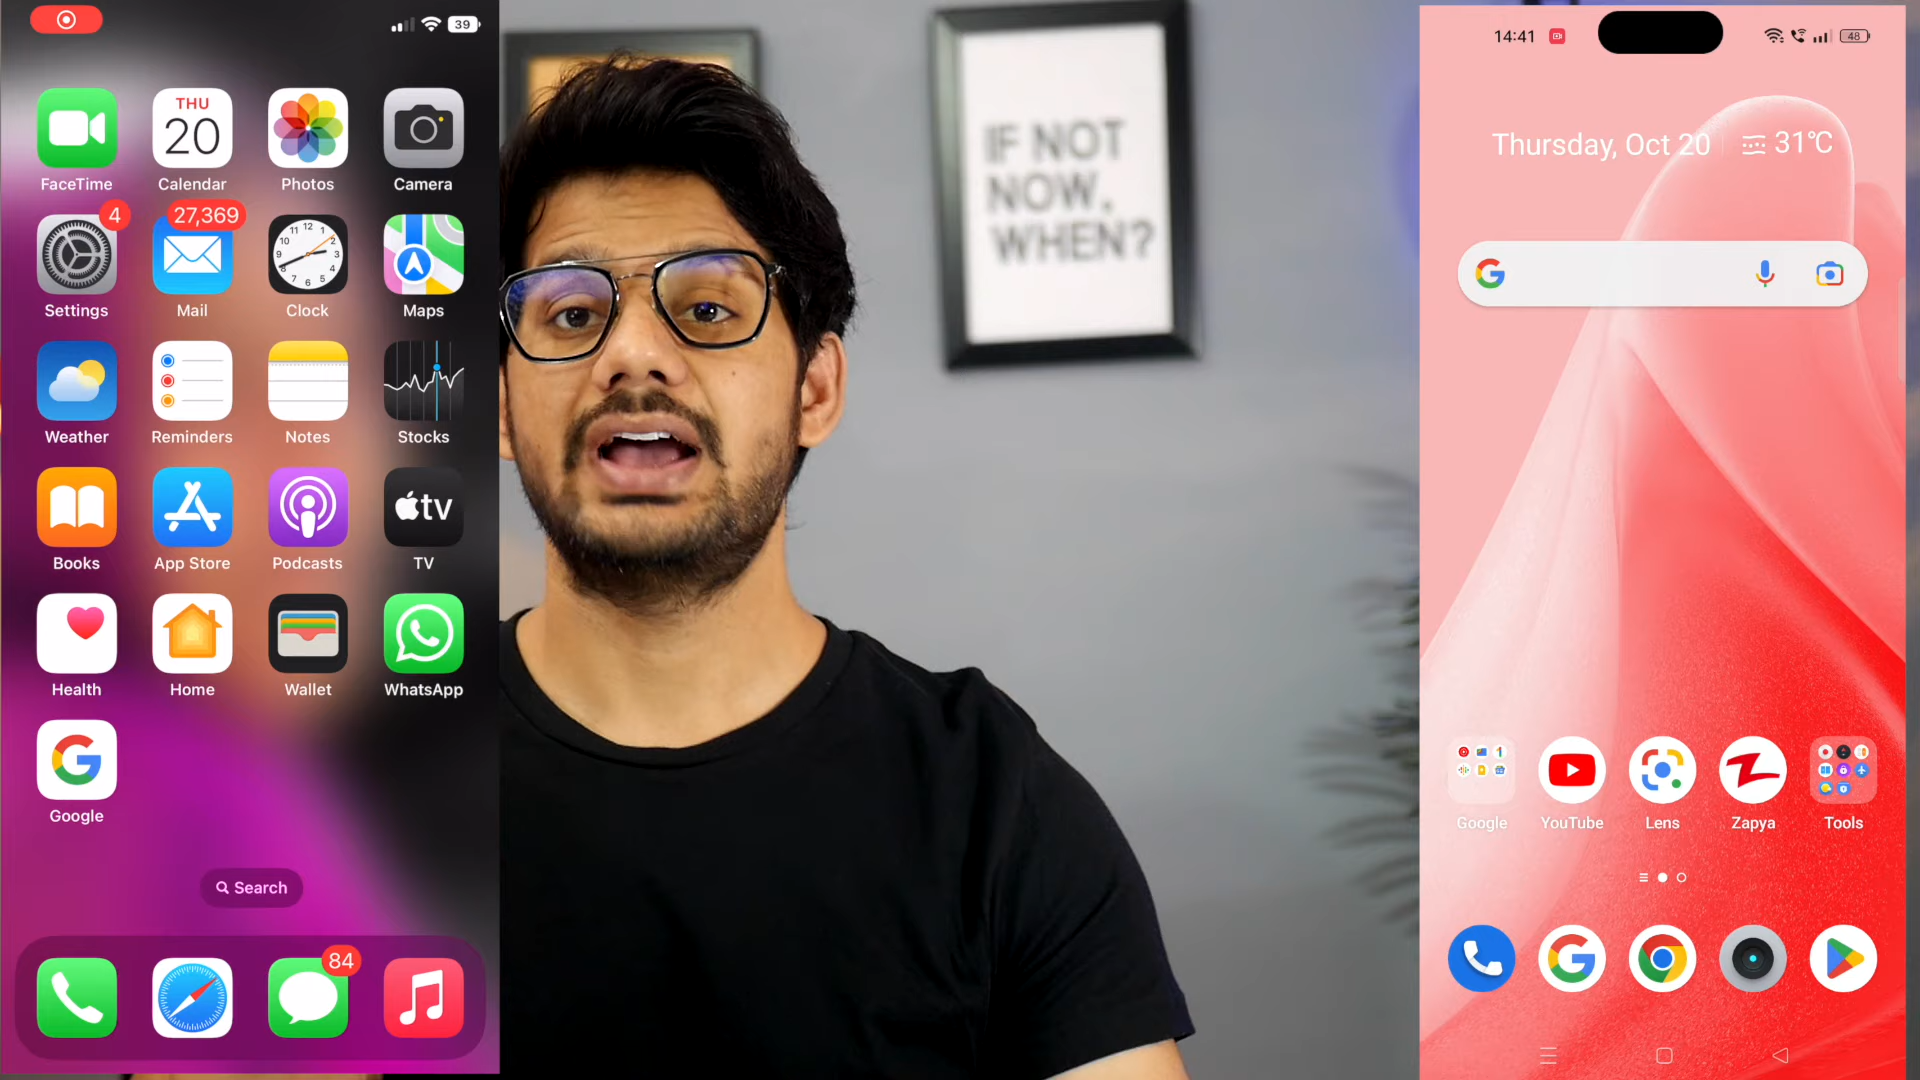 39
FaceTime
THU
20
Calendar
Photos
Camera
4
Settings
27,369
Mail
Clock
Maps
Weather
Reminders
Notes
Stocks
Books
App Store
Podcasts
tv
TV
Health
Home
Wallet
WhatsApp
Google
Search
84
IF NOT
NOW.
WHEN?
14:41
48
Thursday, Oct 20
31°C
Google
YouTube
Lens
Zapya
Tools